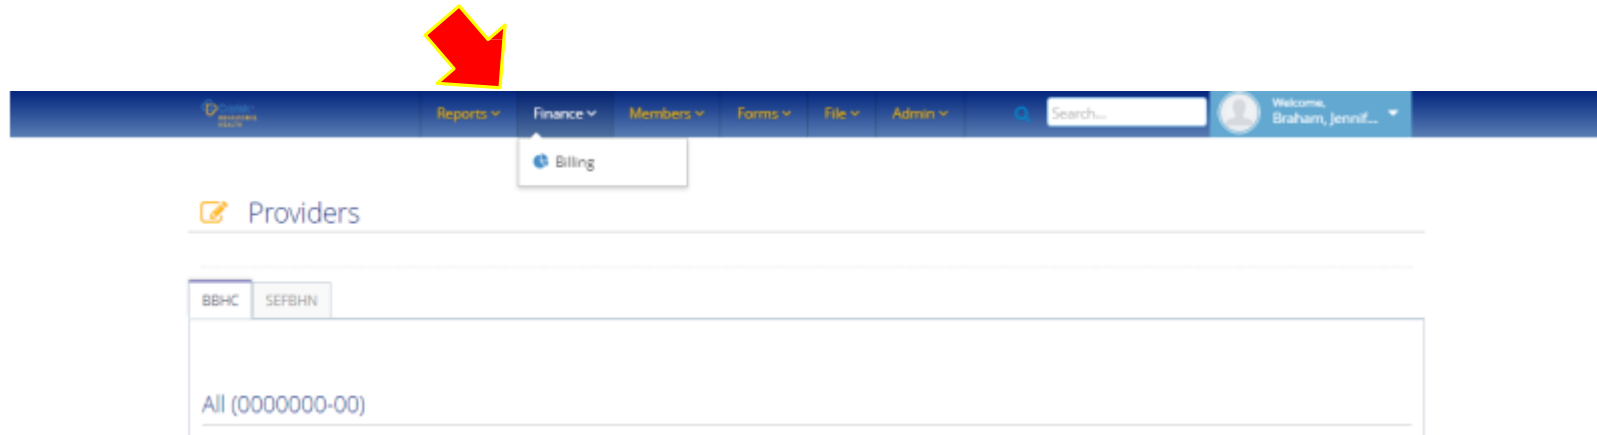 Reports Finance Members Forms File Admin Search... Welcome,
Braham, Jennif...
Billing
Providers
BBHC SEFBHN
All (0000000-00)